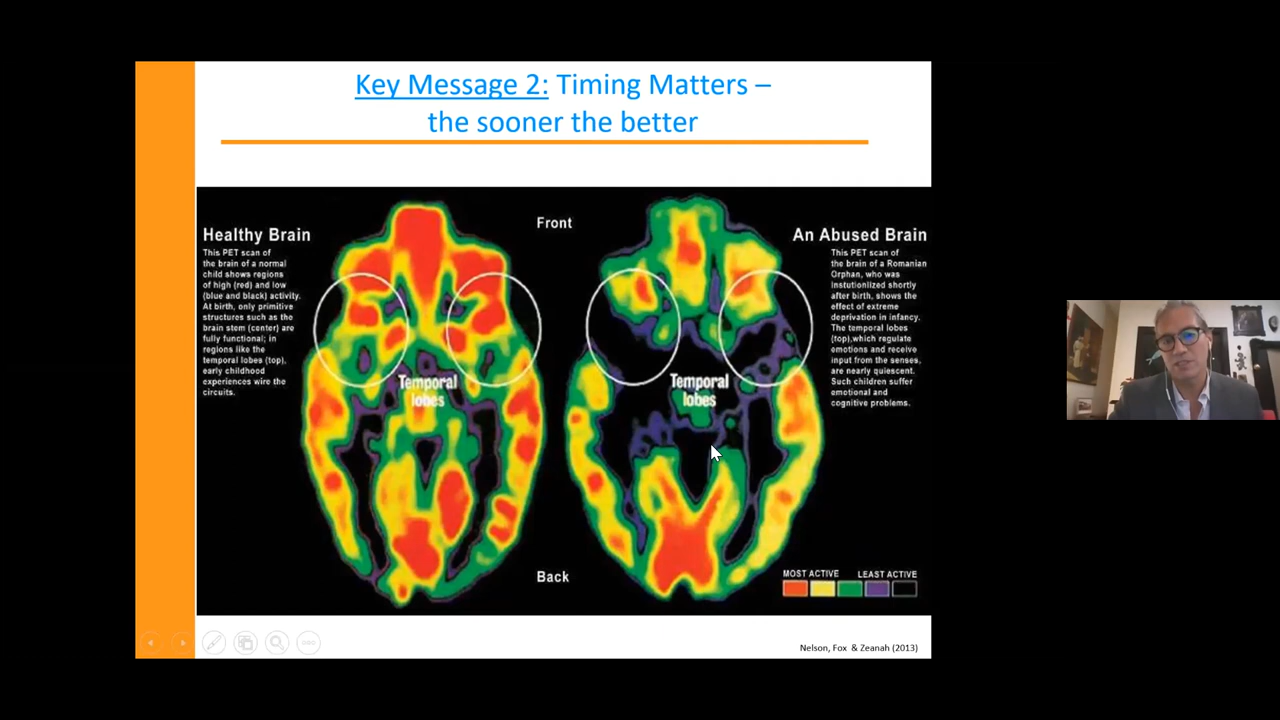 Key Message 2: Timing Matters –
the sooner the better
Healthy Brain
This PET scan of
the brain of a normal
child shows regions
of high (red) and low
(blue and black) activity.
At birth, only primitive
structures such as the
brain stem (center) are
fully functional; in
regions like the
temporal lobes (top),
early childhood
experiences wire the
circuits.
Front
An Abused Brain
This PET scan of
the brain of a Romanian
Orphan, who was
instutionlized shortly
after birth, shows the
effect of extreme
deprivation in infancy.
The temporal lobes
(top),which regulate
emotions and receive
input from the senses,
are nearly quiescent.
Such children suffer
emotional and
cognitive problems.
Temporal
lobes
Temporal
lobes
Back
MOST ACTIVE LEAST ACTIVE
Nelson, Fox & Zeanah (2013)